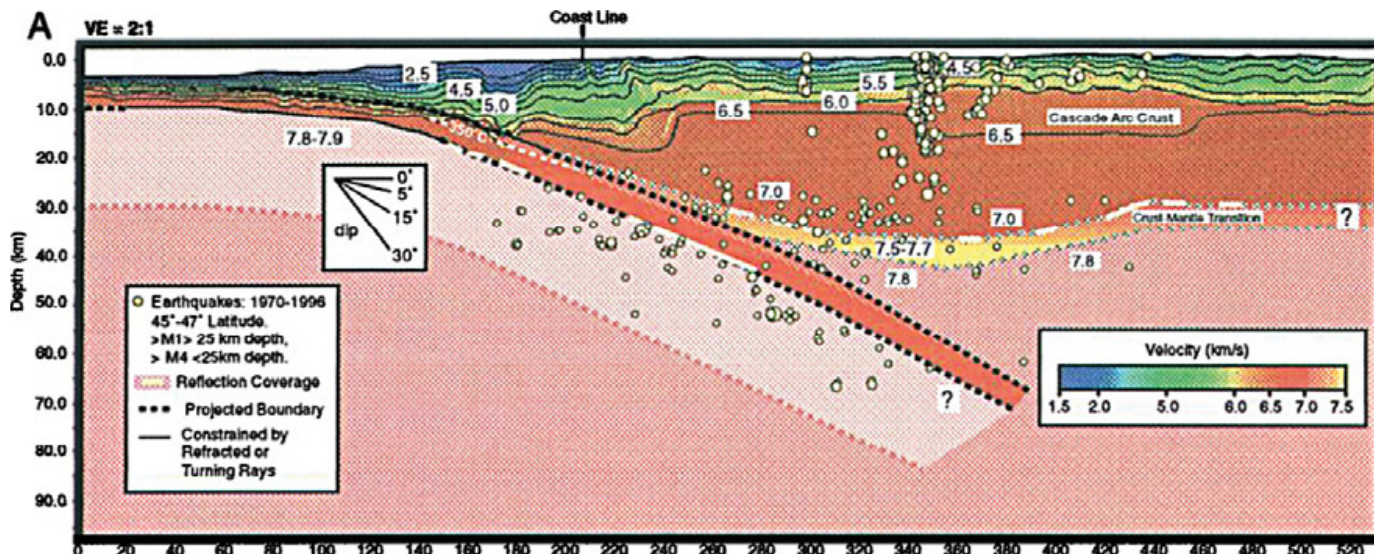 A
VE = 2:1
Coast Line
0.0
10.0
20.0
30.0
40.0
50.0
60.0
70.0
80.0
90.0
Depth (km)
2.5
4.5
5.0
7.8-7.9
350 C
6.5
6.0
5.5
4.5
6.5
Cascade Arc Crust
7.0
7.0
Crust-Mantle Transition
?
7.5-7.7
7.8
7.8
?
0°
5°
15°
30°
dip
Earthquakes: 1970-1996
45°-47° Latitude.
>M1> 25 km depth,
> M4 <25km depth.
Reflection Coverage
Projected Boundary
Constrained by
Refracted or
Turning Rays
Velocity (km/s)
1.5 2.0 5.0 6.0 6.5 7.0 7.5
0 20 40 60 80 100 120 140 160 180 200 220 240 260 280 300 320 340 360 380 400 420 440 460 480 500 520